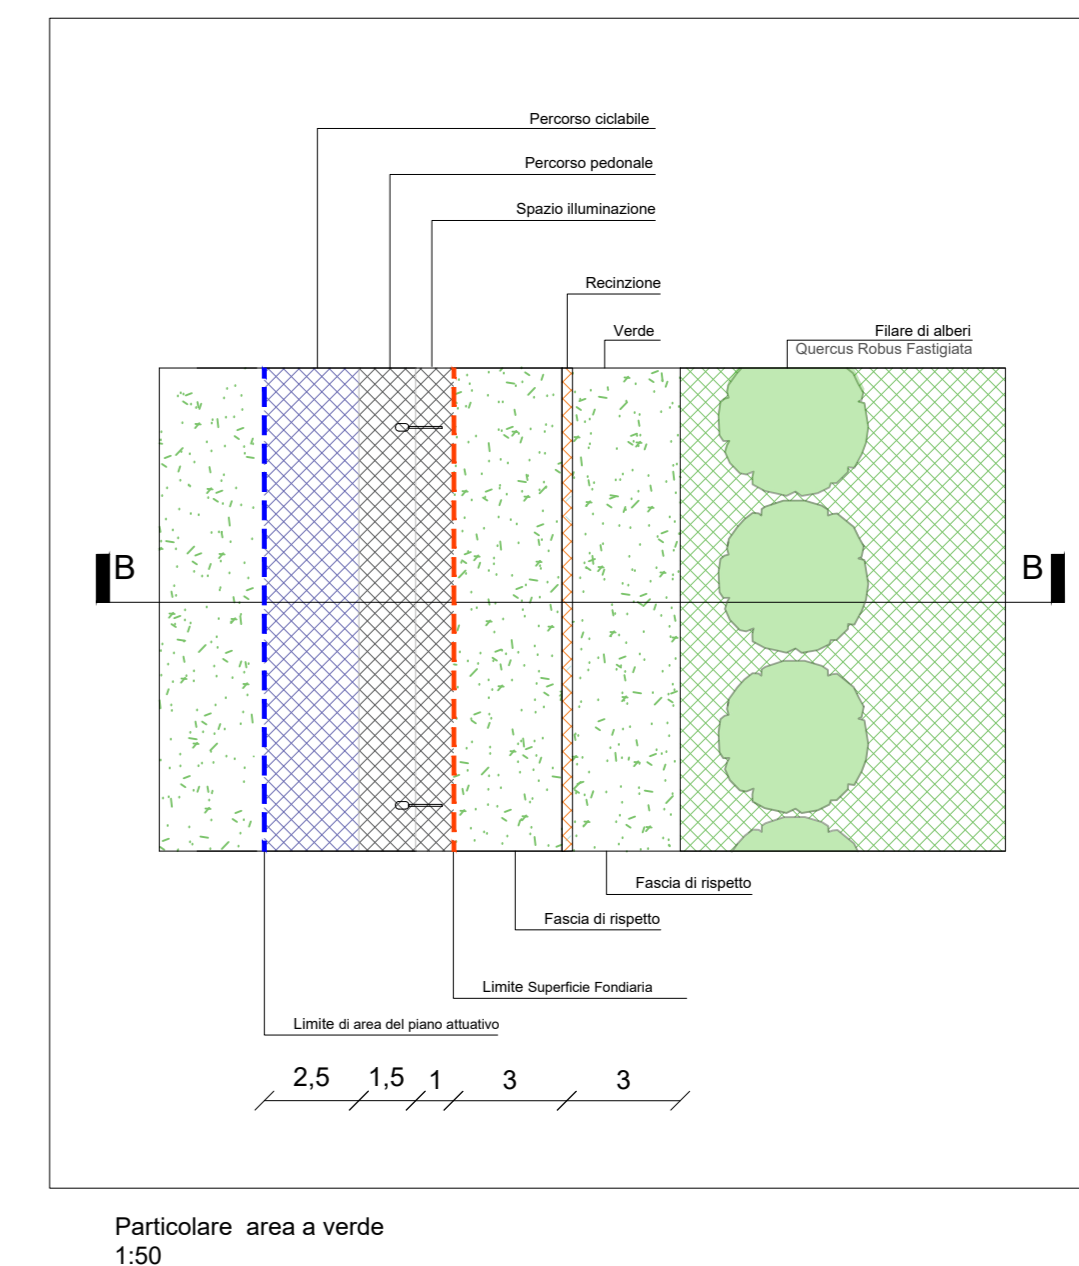 Percorso ciclabile
Percorso pedonale
Spazio illuminazione
Recinzione
Verde
Filare di alberi
Quercus Robus Fastigiata
B
B
Fascia di rispetto
Fascia di rispetto
Limite Superficie Fondiaria
Limite di area del piano attuativo
2,5 1,5 1 3 3
Particolare area a verde
1:50